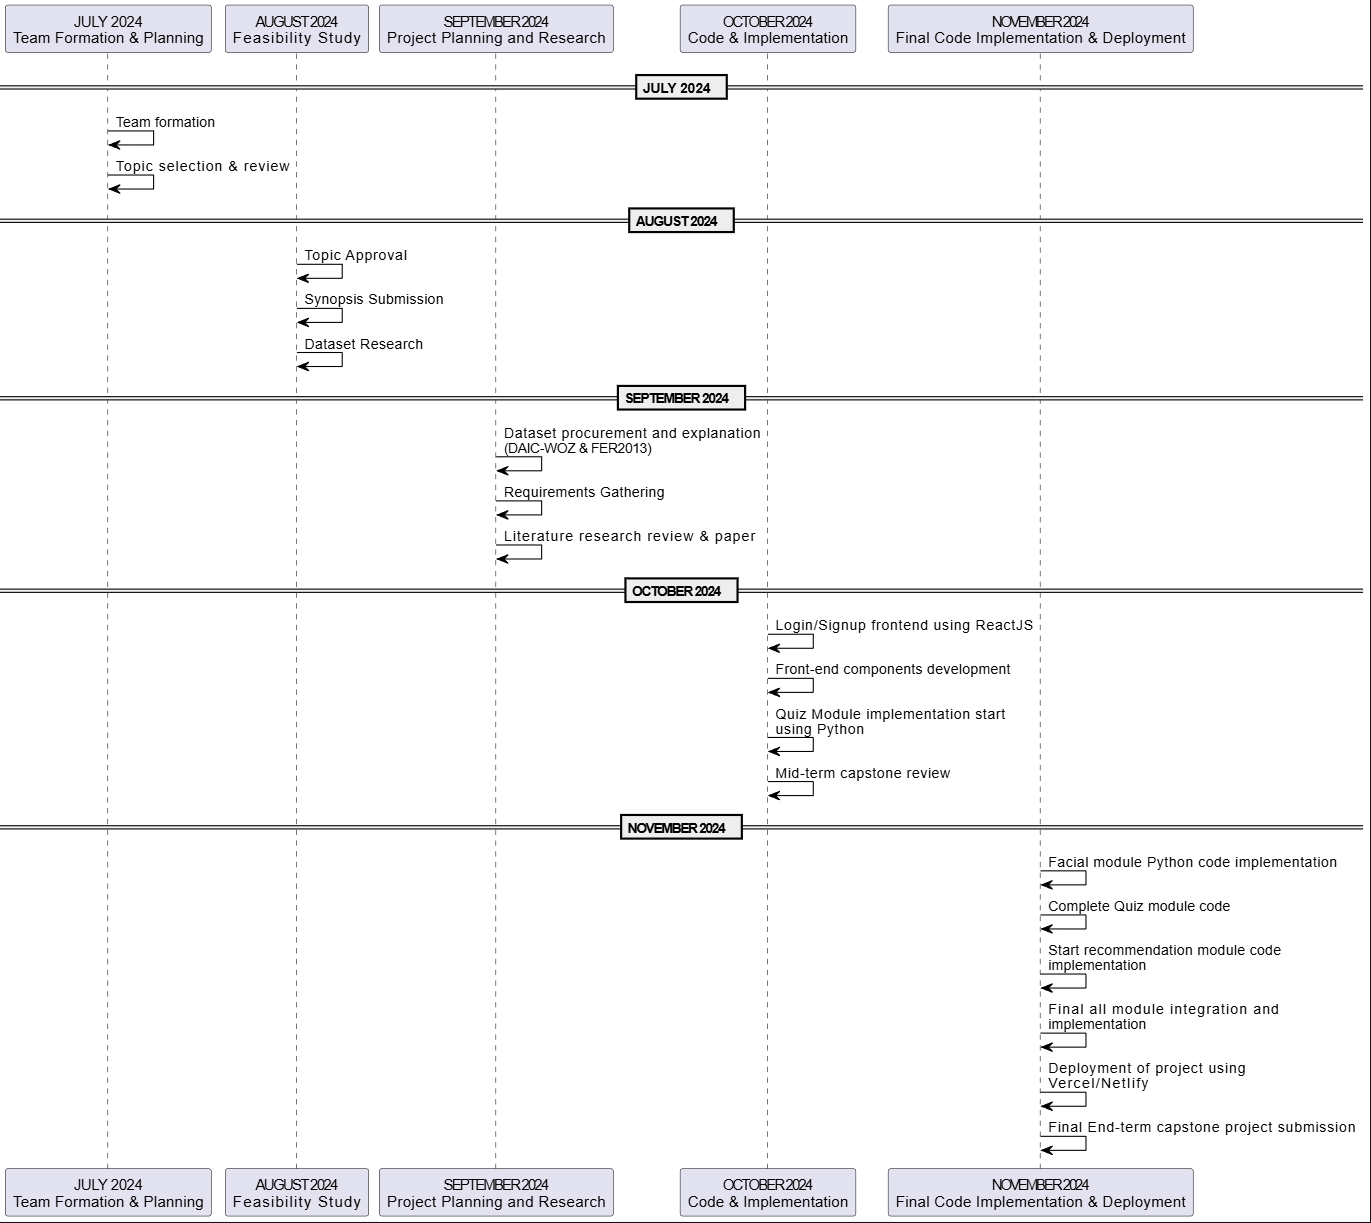 JULY 2024
Team Formation & Planning
AUGUST 2024
Feasibility Study
SEPTEMBER 2024
Project Planning and Research
OCTOBER 2024
Code & Implementation
NOVEMBER 2024
Final Code Implementation & Deployment
JULY 2024
Team formation
Topic selection & review
AUGUST 2024
Topic Approval
Synopsis Submission
Dataset Research
SEPTEMBER 2024
Dataset procurement and explanation
(DAIC-WOZ & FER2013)
Requirements Gathering
Literature research review & paper
OCTOBER 2024
Login/Signup frontend using ReactJS
Front-end components development
Quiz Module implementation start
using Python
Mid-term capstone review
NOVEMBER 2024
Facial module Python code implementation
Complete Quiz module code
Start recommendation module code
implementation
Final all module integration and
implementation
Deployment of project using
Vercel/Netlify
Final End-term capstone project submission
JULY 2024
Team Formation & Planning
AUGUST 2024
Feasibility Study
SEPTEMBER 2024
Project Planning and Research
OCTOBER 2024
Code & Implementation
NOVEMBER 2024
Final Code Implementation & Deployment